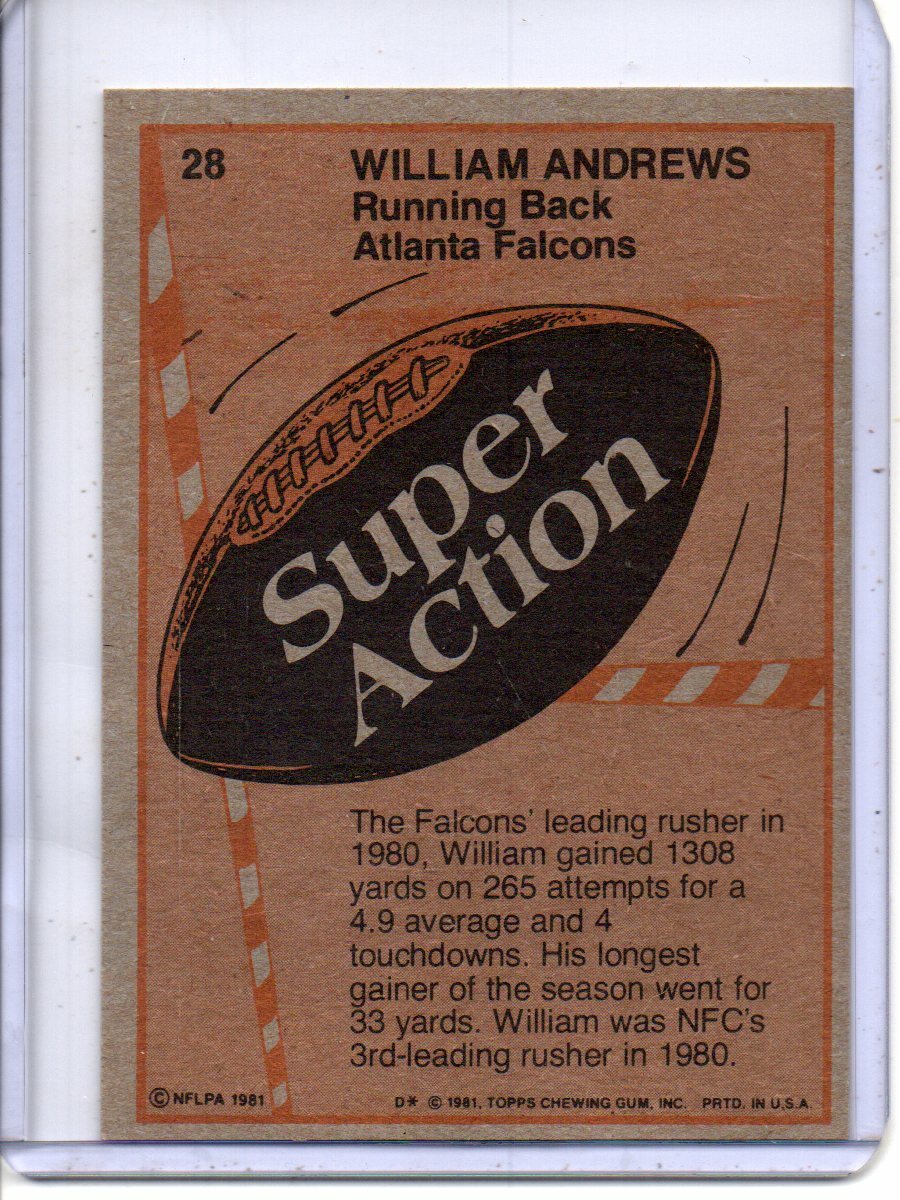 28
WILLIAM ANDREWS
Running Back
Atlanta Falcons
Super
Action
The Falcons' leading rusher in
1980, William gained 1308
yards on 265 attempts for a
4.9 average and 4
touchdowns. His longest
gainer of the season went for
33 yards. William was NFC's
3rd-leading rusher in 1980.
© NFLPA 1981 D* © 1981, TOPPS CHEWING GUM, INC. PRTD. IN U.S.A.